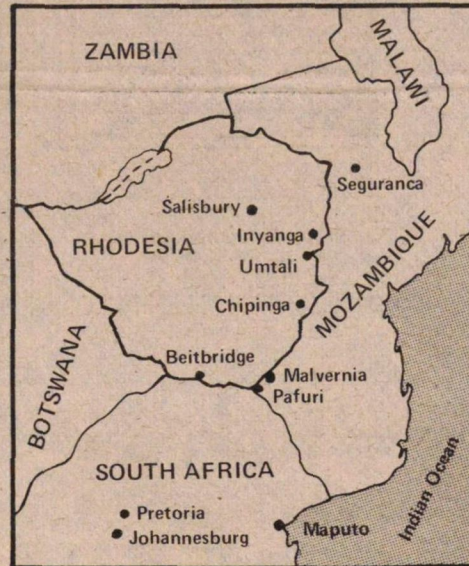 ZAMBIA
MALAWI
Seguranca
Salisbury
RHODESIA
Inyanga
Umtali
MOZAMBIQUE
Chipinga
BOTSWANA
Beitbridge
Malvernia
Pafuri
SOUTH AFRICA
Indian Ocean
Pretoria
Johannesburg
Maputo